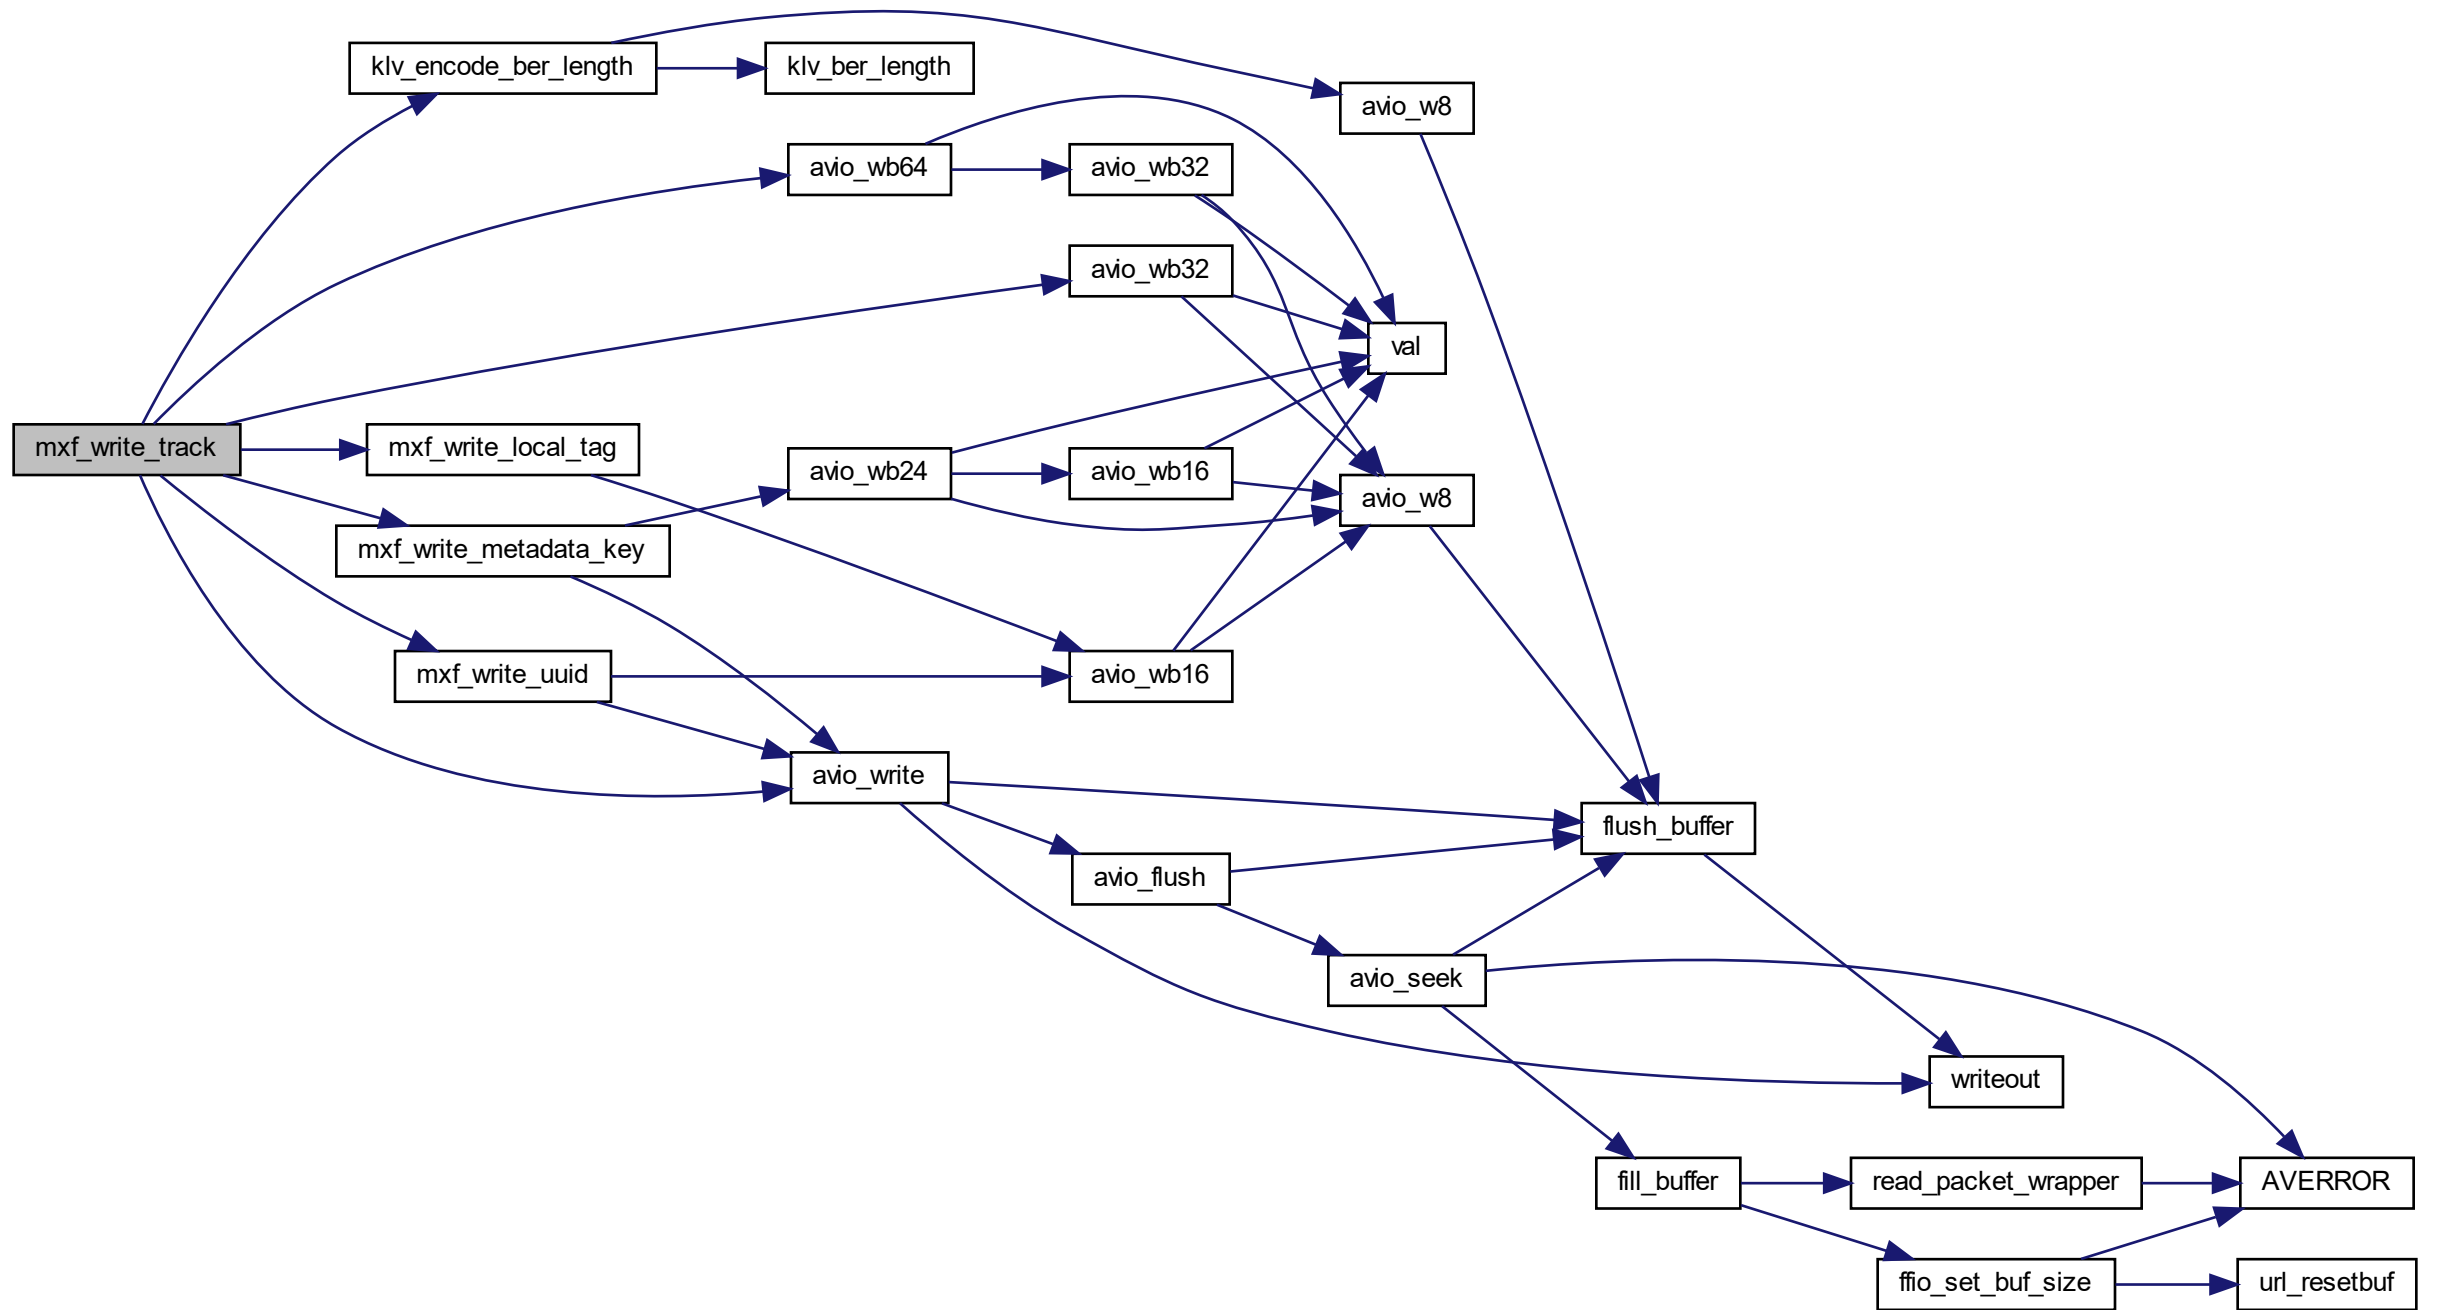 klv_encode_ber_length
klv_ber_length
avio_w8
avio_wb64
avio_wb32
avio_wb32
val
mxf_write_track
mxf_write_local_tag
avio_wb24
avio_wb16
avio_w8
mxf_write_metadata_key
mxf_write_uuid
avio_wb16
avio_write
flush_buffer
avio_flush
avio_seek
writeout
fill_buffer
read_packet_wrapper
AVERROR
ffio_set_buf_size
url_resetbuf